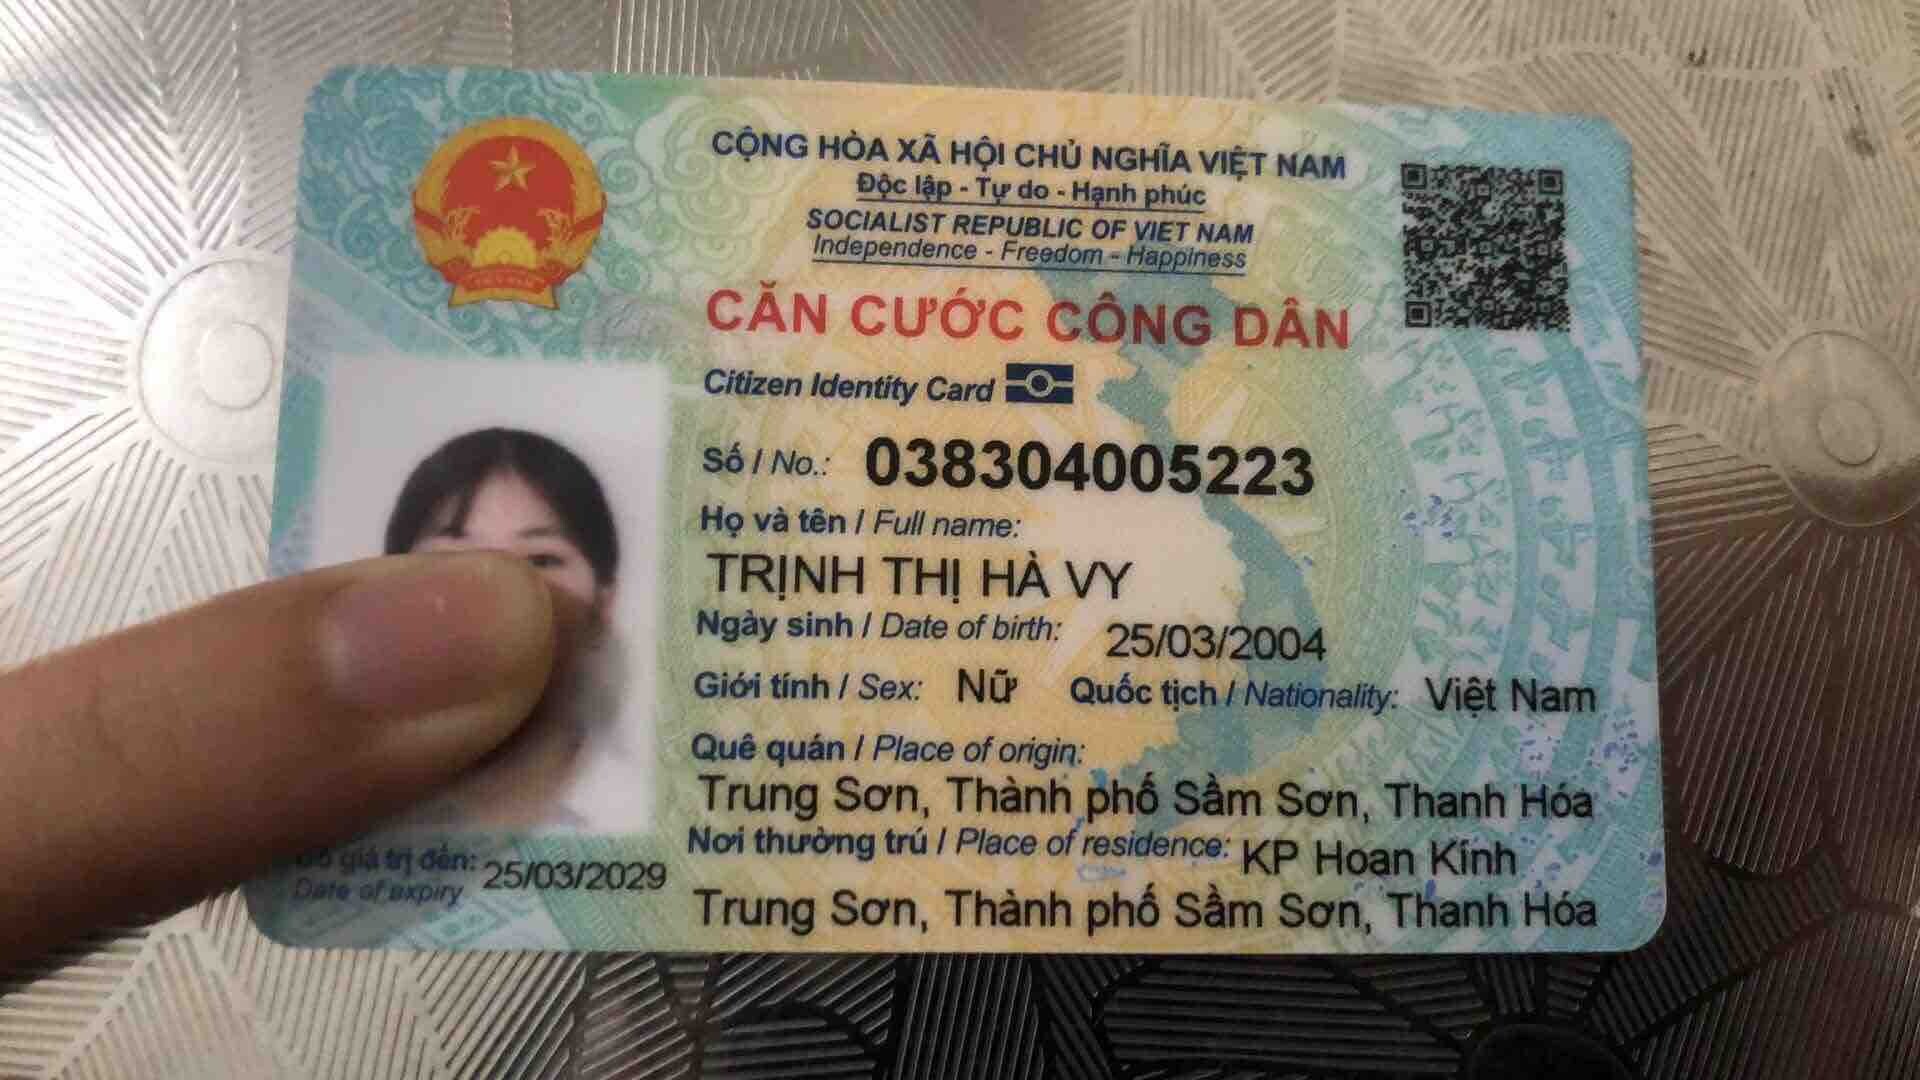 CỘNG HÒA XÃ HỘI CHỦ NGHĨA VIỆT NAM
Độc lập - Tự do - Hạnh phúc
SOCIALIST REPUBLIC OF VIET NAM
Independence - Freedom - Happiness
CĂN CƯỚC CÔNG DÂN
Citizen Identity Card
Số / No.: 038304005223
Họ và tên / Full name:
TRỊNH THỊ HÀ VY
Ngày sinh / Date of birth: 25/03/2004
Giới tính / Sex: Nữ Quốc tịch / Nationality: Việt Nam
Quê quán / Place of origin:
Trung Sơn, Thành phố Sầm Sơn, Thanh Hóa
Nơi thường trú / Place of residence: KP Hoan Kính
Trung Sơn, Thành phố Sầm Sơn, Thanh Hóa
giá trị đến: 25/03/2029
Date of expiry